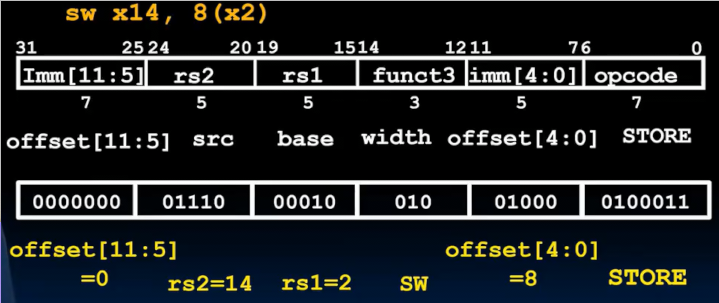 sw x14, 8(x2)
31 25 24 20 19 15 14 12 11 7 6 0
Imm[11:5] rs2 rs1 funct3 imm[4:0] opcode
7 5 5 3 5 7
offset[11:5] src base width offset[4:0] STORE
0000000 01110 00010 010 01000 0100011
offset[11:5] offset[4:0]
=0 rs2=14 rs1=2 SW =8 STORE